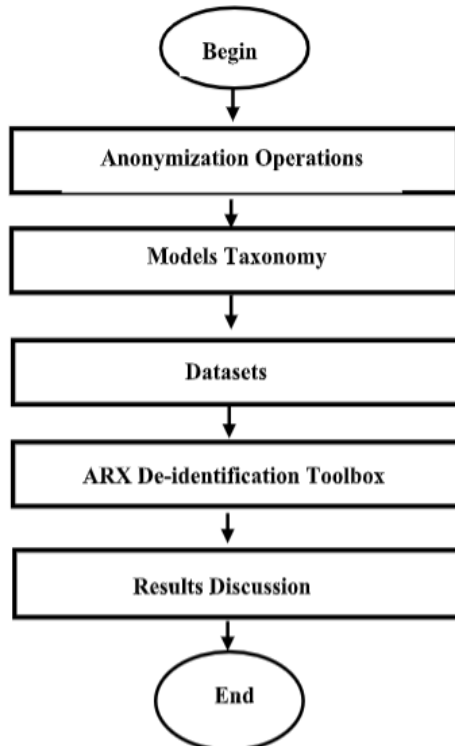 Begin
Anonymization Operations
Models Taxonomy
Datasets
ARX De-identification Toolbox
Results Discussion
End